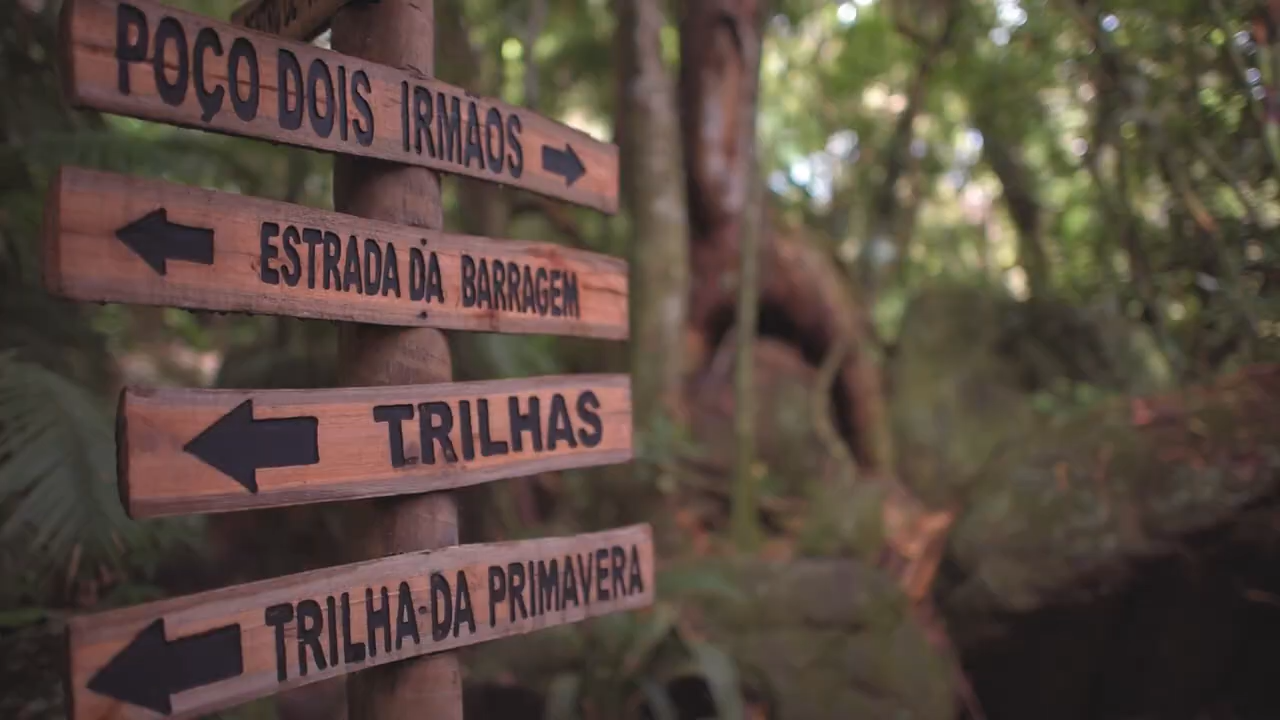 POÇO DOIS IRMÃOS
ESTRADA DA BARRAGEM
TRILHAS
TRILHA DA PRIMAVERA